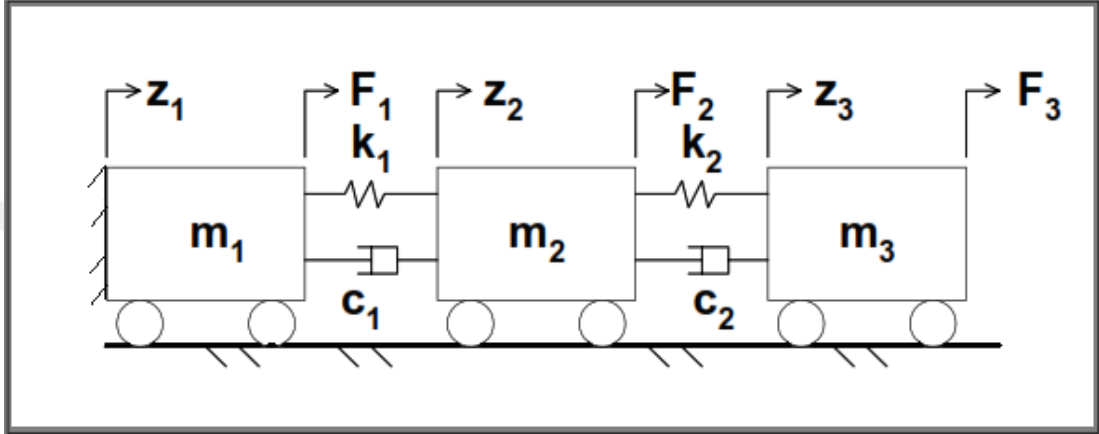 z₁ F₁ z₂ F₂ z₃ F₃
k₁ k₂
m₁ m₂ m₃
c₁ c₂